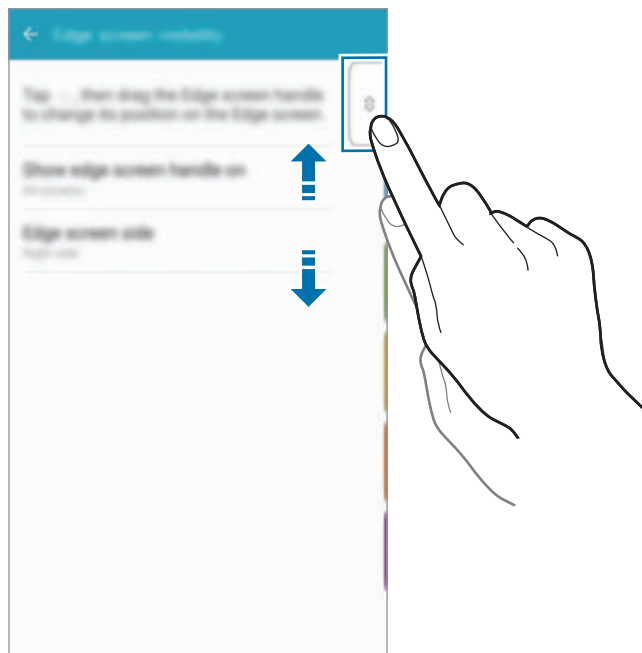 Edge screen visibility
Tap , then drag the Edge screen handle
to change its position on the Edge screen.
Show edge screen handle on
All screens
Edge screen side
Right side